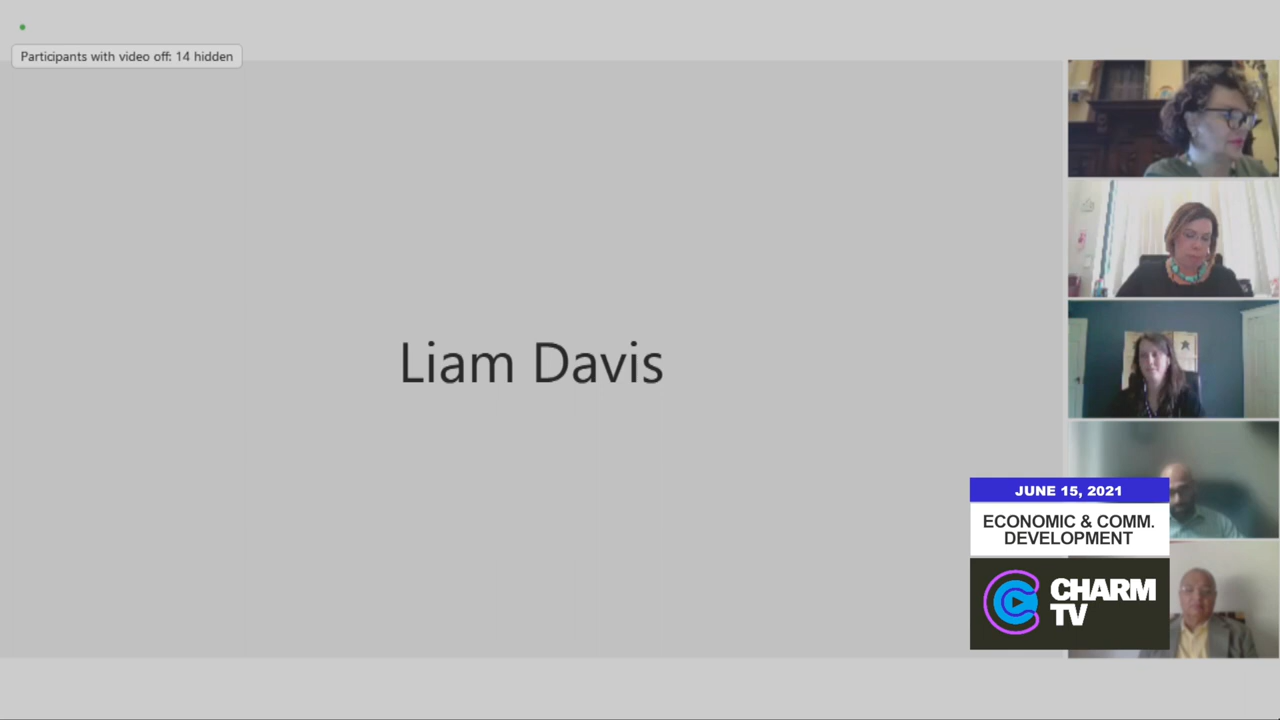 Participants with video off: 14 hidden
Liam Davis
JUNE 15, 2021
ECONOMIC & COMM.
DEVELOPMENT
CHARM
TV